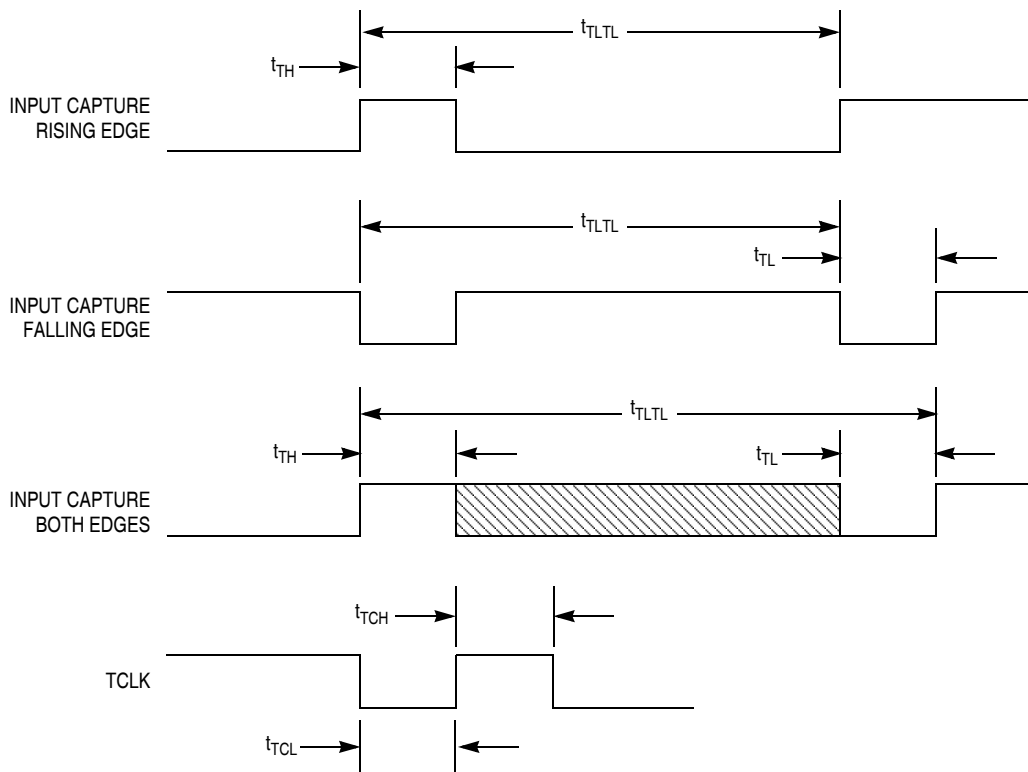 tTLTL
tTH
INPUT CAPTURE
RISING EDGE
tTLTL
tTL
INPUT CAPTURE
FALLING EDGE
tTLTL
tTH
tTL
INPUT CAPTURE
BOTH EDGES
tTCH
TCLK
tTCL